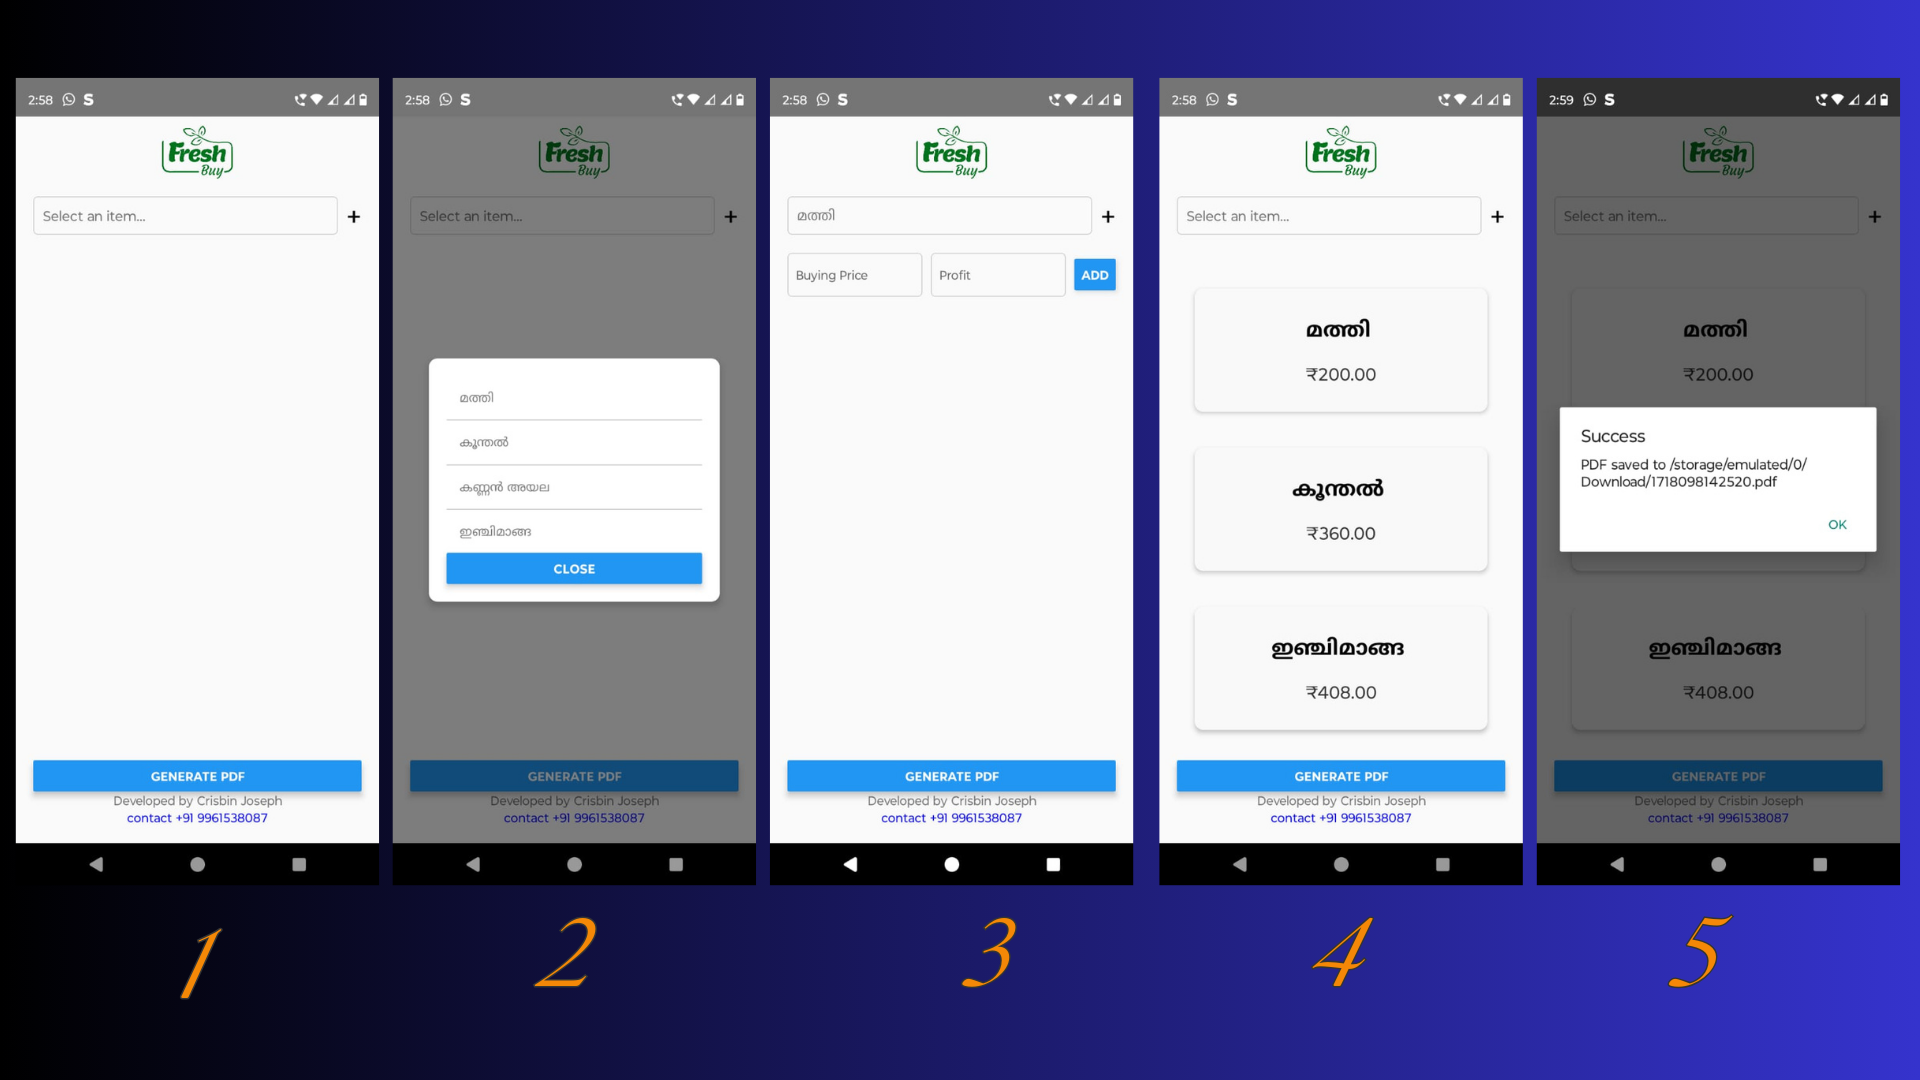 2:58 S
Fresh
Buy
Select an item... +
GENERATE PDF
Developed by Crisbin Joseph
contact +91 9961538087
1
2:58 S
Fresh
Buy
Select an item... +
മത്തി
കൂന്തൽ
കണ്ണൻ അയല
ഇഞ്ചിമാങ്ങ
CLOSE
GENERATE PDF
Developed by Crisbin Joseph
contact +91 9961538087
2
2:58 S
Fresh
Buy
മത്തി +
Buying Price Profit ADD
GENERATE PDF
Developed by Crisbin Joseph
contact +91 9961538087
3
2:58 S
Fresh
Buy
Select an item... +
മത്തി
₹200.00
കൂന്തൽ
₹360.00
ഇഞ്ചിമാങ്ങ
₹408.00
GENERATE PDF
Developed by Crisbin Joseph
contact +91 9961538087
4
2:59 S
Fresh
Buy
Select an item... +
മത്തി
₹200.00
Success
PDF saved to /storage/emulated/0/
Download/1718098142520.pdf
OK
ഇഞ്ചിമാങ്ങ
₹408.00
GENERATE PDF
Developed by Crisbin Joseph
contact +91 9961538087
5